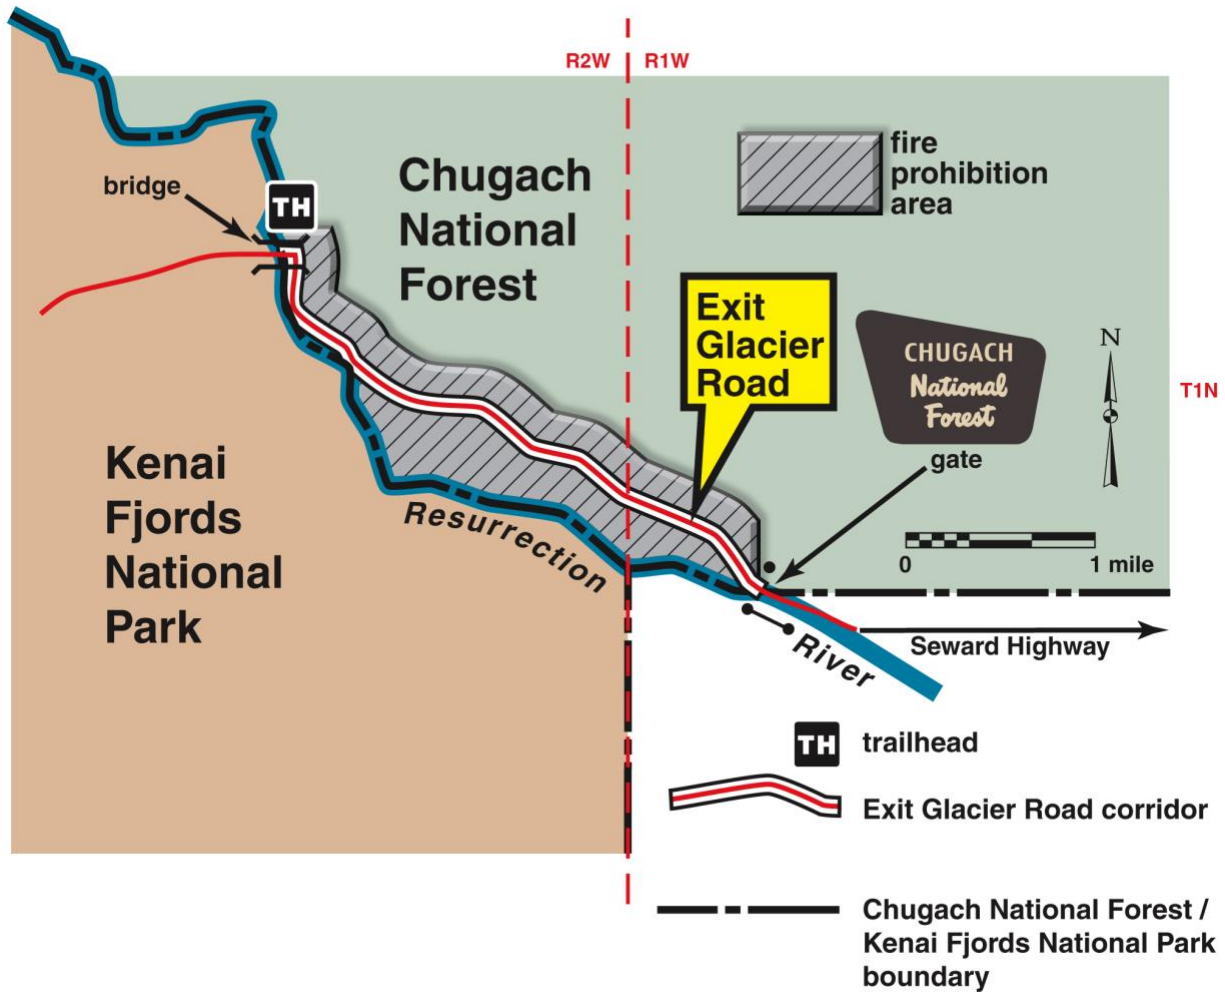 R2W
R1W
fire
prohibition
area
bridge
TH
Chugach
National
Forest
Exit
Glacier
Road
CHUGACH
National
Forest
N
T1N
gate
Kenai
Fjords
National
Park
Resurrection
River
0
1 mile
Seward Highway
TH
trailhead
Exit Glacier Road corridor
Chugach National Forest /
Kenai Fjords National Park
boundary